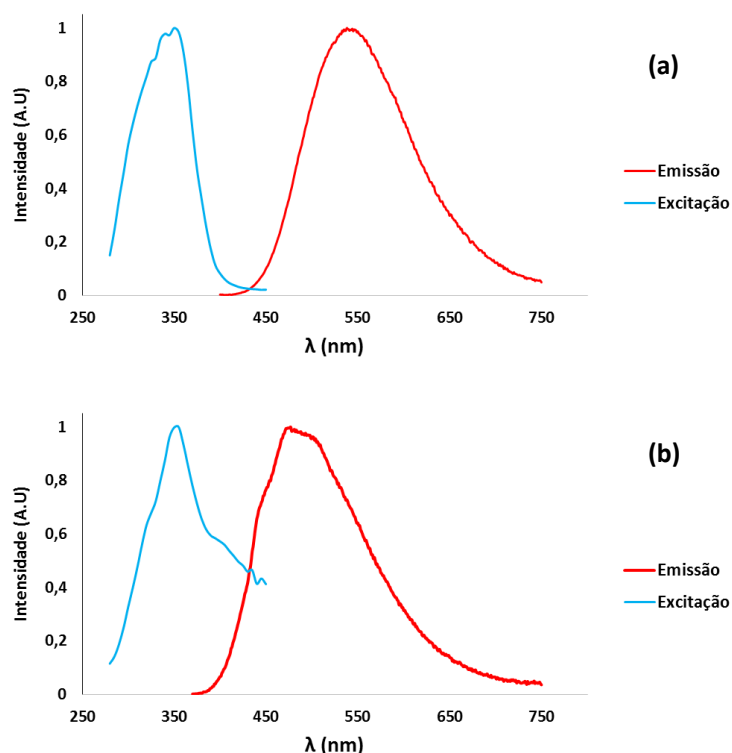 Intensidade (A.U)
1
0,8
0,6
0,4
0,2
0
250 350 450 550 650 750
λ (nm)
(a)
Emissão
Excitação
Intensidade (A.U)
1
0,8
0,6
0,4
0,2
0
250 350 450 550 650 750
λ (nm)
(b)
Emissão
Excitação